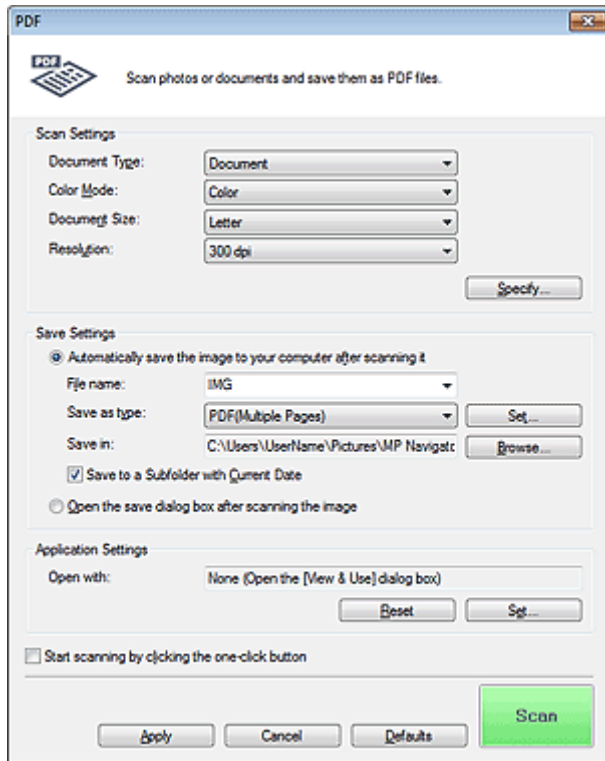 PDF
PDF
Scan photos or documents and save them as PDF files.
Scan Settings
Document Type: Document
Color Mode: Color
Document Size: Letter
Resolution: 300 dpi
Specify...
Save Settings
Automatically save the image to your computer after scanning it
File name: IMG
Save as type: PDF(Multiple Pages) Set...
Save in: C:\Users\UserName\Pictures\MP Navigatc Browse...
Save to a Subfolder with Current Date
Open the save dialog box after scanning the image
Application Settings
Open with: None (Open the [View & Use] dialog box)
Reset Set...
Start scanning by clicking the one-click button
Scan
Apply Cancel Defaults